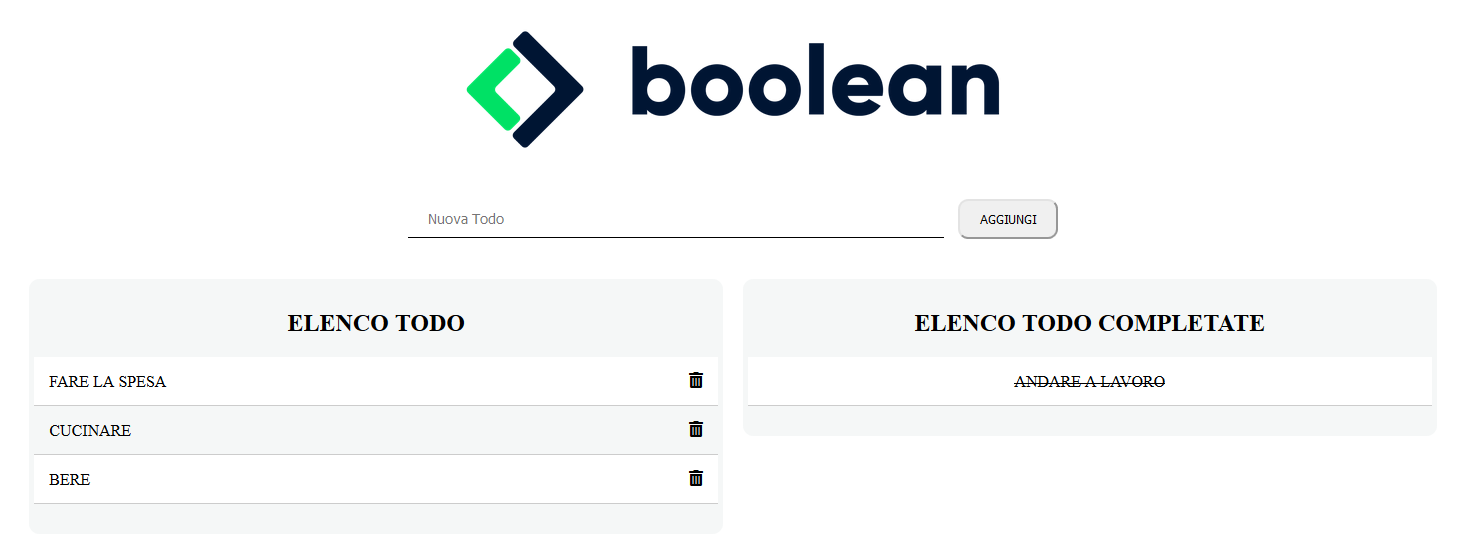 boolean
Nuova Todo
AGGIUNGI
ELENCO TODO
FARE LA SPESA
CUCINARE
BERE
ELENCO TODO COMPLETATE
ANDARE A LAVORO